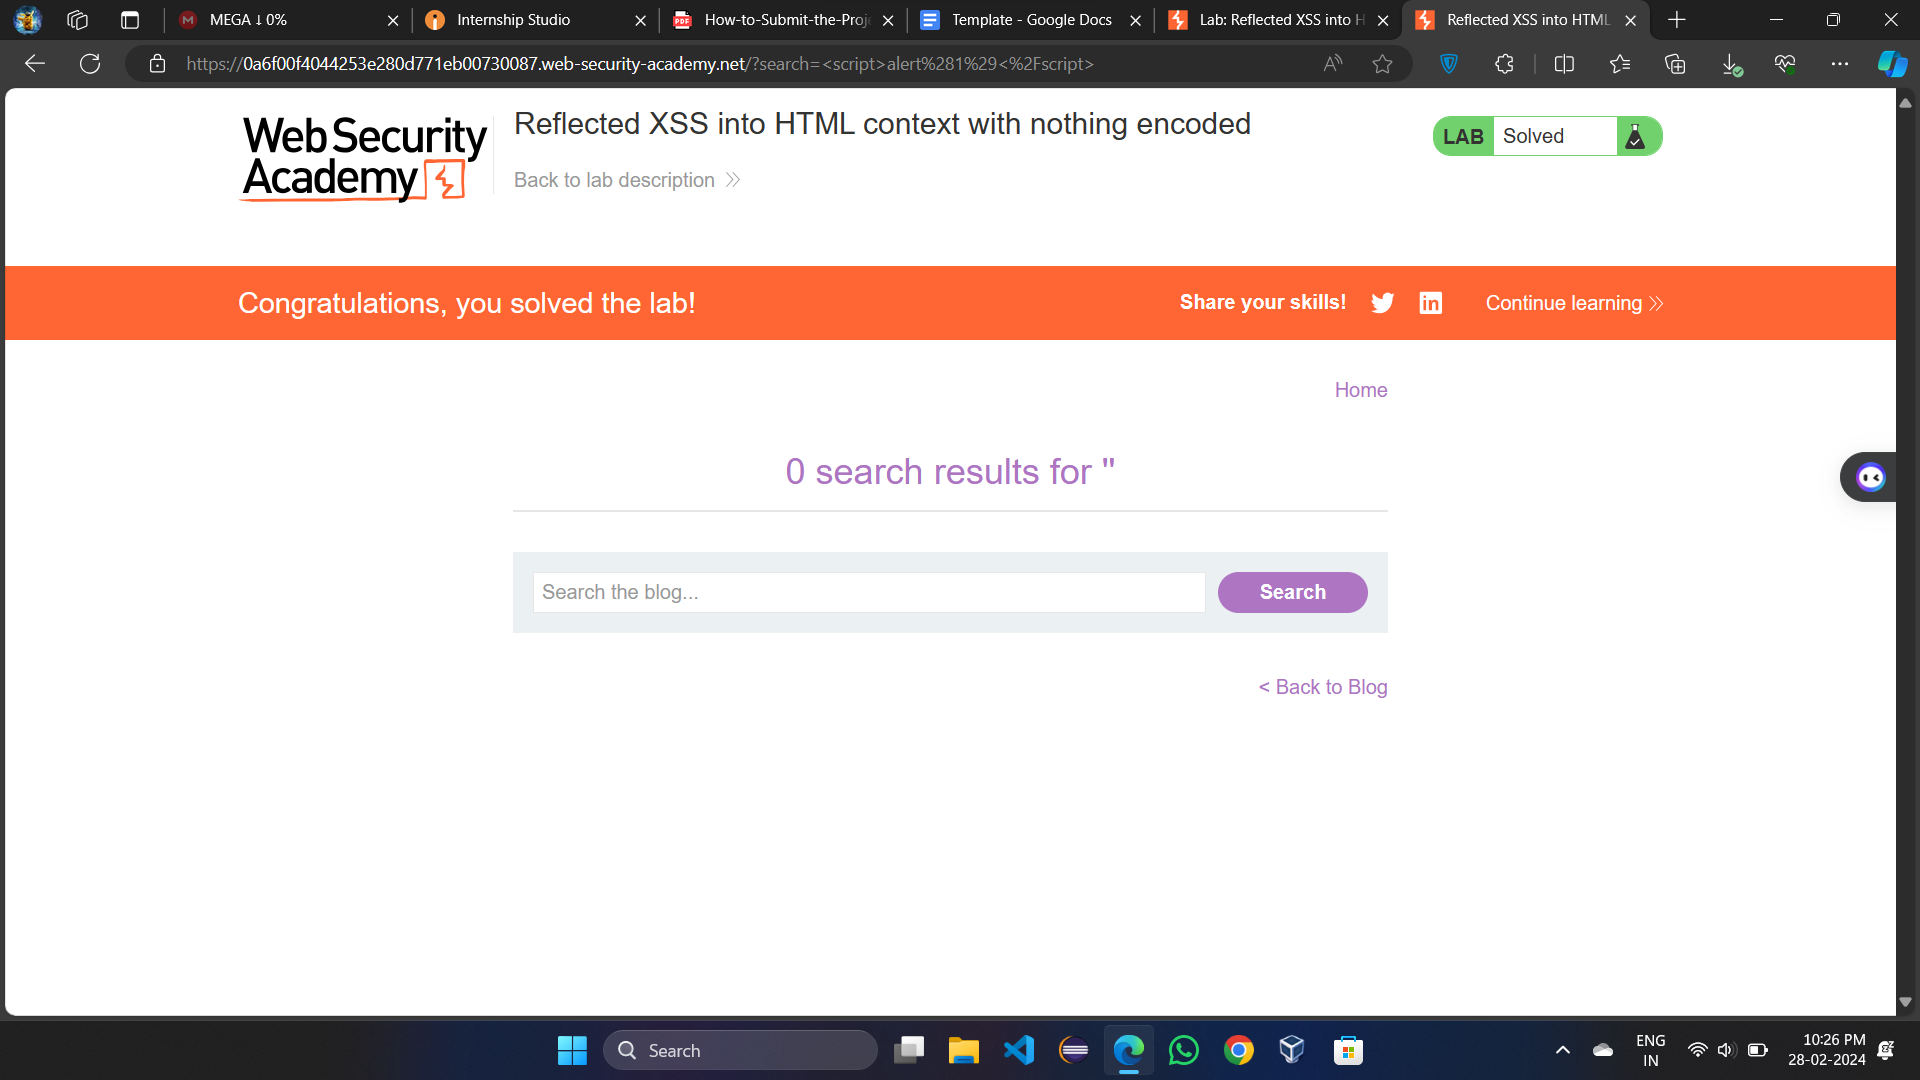 MEGA ↓ 0%
Internship Studio
How-to-Submit-the-Proje
Template - Google Docs
Lab: Reflected XSS into H
Reflected XSS into HTML
https://0a6f00f4044253e280d771eb00730087.web-security-academy.net/?search=<script>alert%281%29<%2Fscript>
Web Security
Academy
Reflected XSS into HTML context with nothing encoded
Back to lab description
LAB Solved
Congratulations, you solved the lab!
Share your skills!
Continue learning
Home
0 search results for ''
Search the blog...
Search
< Back to Blog
Search
ENG
IN
10:26 PM
28-02-2024